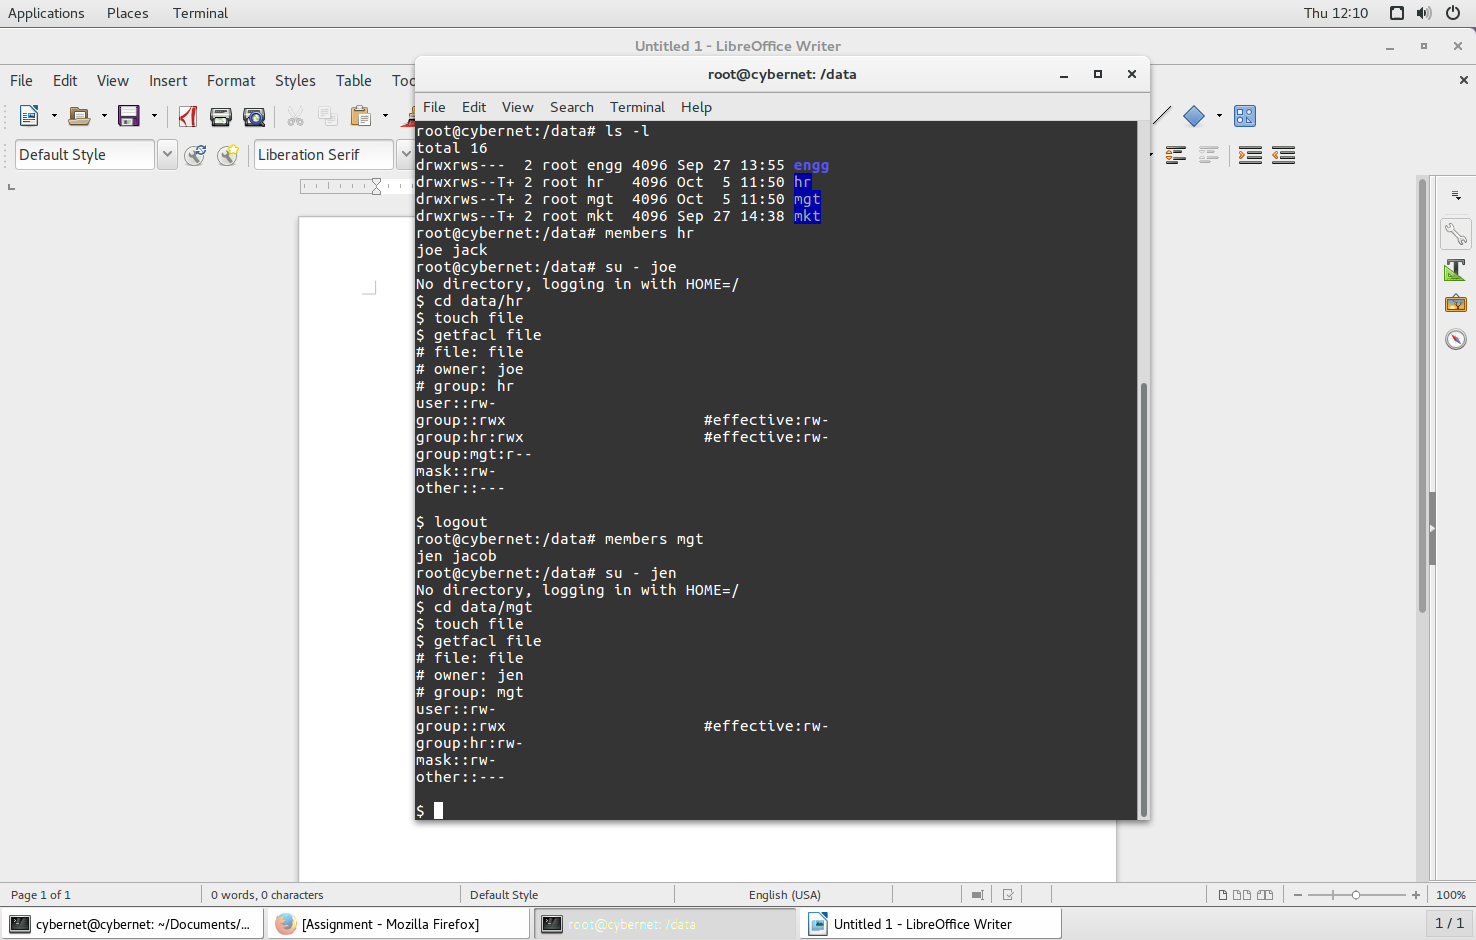 Applications Places Terminal Thu 12:10
Untitled 1 - LibreOffice Writer
File Edit View Insert Format Styles Table
root@cybernet: /data
File Edit View Search Terminal Help
Default Style Liberation Serif
root@cybernet:/data# ls -l
total 16
drwxrws--- 2 root engg 4096 Sep 27 13:55 engg
drwxrws--T+ 2 root hr 4096 Oct 5 11:50 hr
drwxrws--T+ 2 root mgt 4096 Oct 5 11:50 mgt
drwxrws--T+ 2 root mkt 4096 Sep 27 14:38 mkt
root@cybernet:/data# members hr
joe jack
root@cybernet:/data# su - joe
No directory, logging in with HOME=/
$ cd data/hr
$ touch file
$ getfacl file
# file: file
# owner: joe
# group: hr
user::rw-
group::rwx #effective:rw-
group:hr:rwx #effective:rw-
group:mgt:r--
mask::rw-
other::---
$ logout
root@cybernet:/data# members mgt
jen jacob
root@cybernet:/data# su - jen
No directory, logging in with HOME=/
$ cd data/mgt
$ touch file
$ getfacl file
# file: file
# owner: jen
# group: mgt
user::rw-
group::rwx #effective:rw-
group:hr:rw-
mask::rw-
other::---
$
Page 1 of 1 0 words, 0 characters Default Style English (USA) 100%
cybernet@cybernet: ~/Documents/... [Assignment - Mozilla Firefox] root@cybernet: /data Untitled 1 - LibreOffice Writer 1 / 1